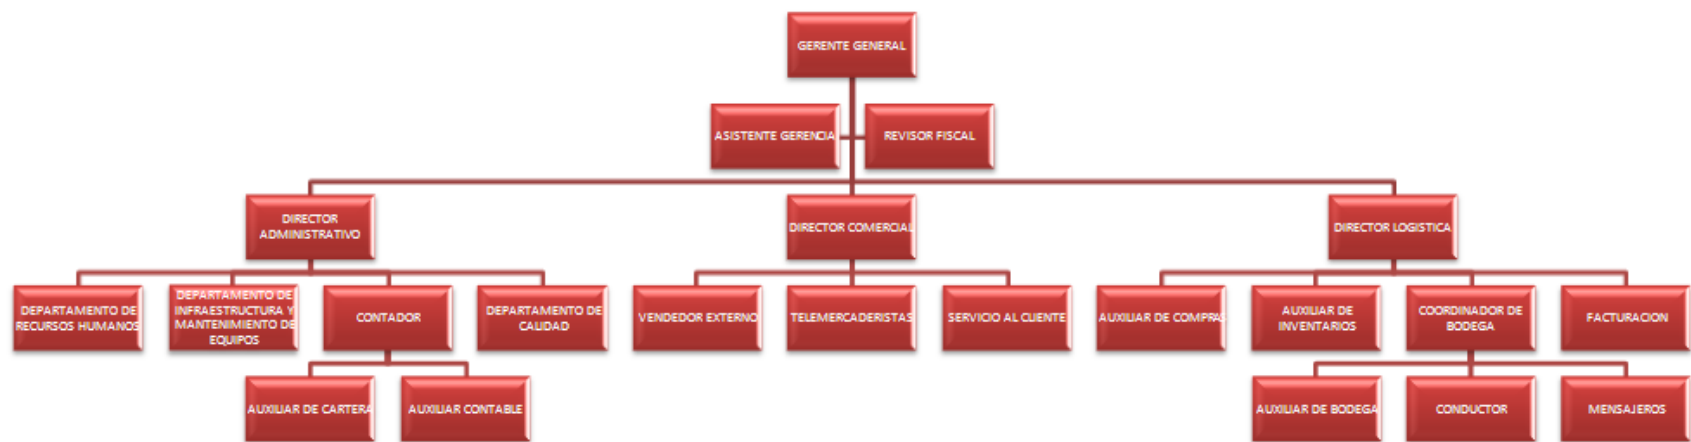 GERENTE GENERAL
ASISTENTE GERENCIA
REVISOR FISCAL
DIRECTOR
ADMINISTRATIVO
DIRECTOR COMERCIAL
DIRECTOR LOGISTICA
DEPARTAMENTO DE
RECURSOS HUMANOS
DEPARTAMENTO DE
INFRAESTRUCTURA Y
MANTENIMIENTO DE
EQUIPOS
CONTADOR
DEPARTAMENTO DE
CALIDAD
VENDEDOR EXTERNO
TELEMERCADERISTAS
SERVICIO AL CLIENTE
AUXILIAR DE COMPRAS
AUXILIAR DE
INVENTARIOS
COORDINADOR DE
BODEGA
FACTURACION
AUXILIAR DE CARTERA
AUXILIAR CONTABLE
AUXILIAR DE BODEGA
CONDUCTOR
MENSAJEROS